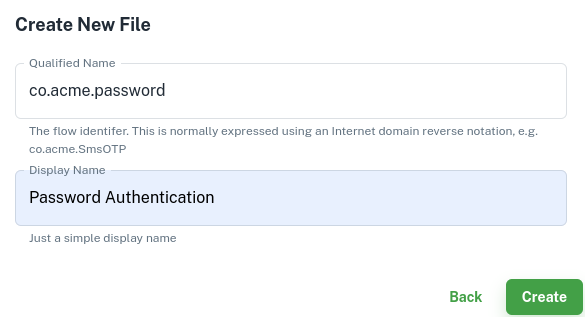 Create New File
Qualified Name
co.acme.password
The flow identifer. This is normally expressed using an Internet domain reverse notation, e.g.
co.acme.SmsOTP
Display Name
Password Authentication
Just a simple display name
Back
Create